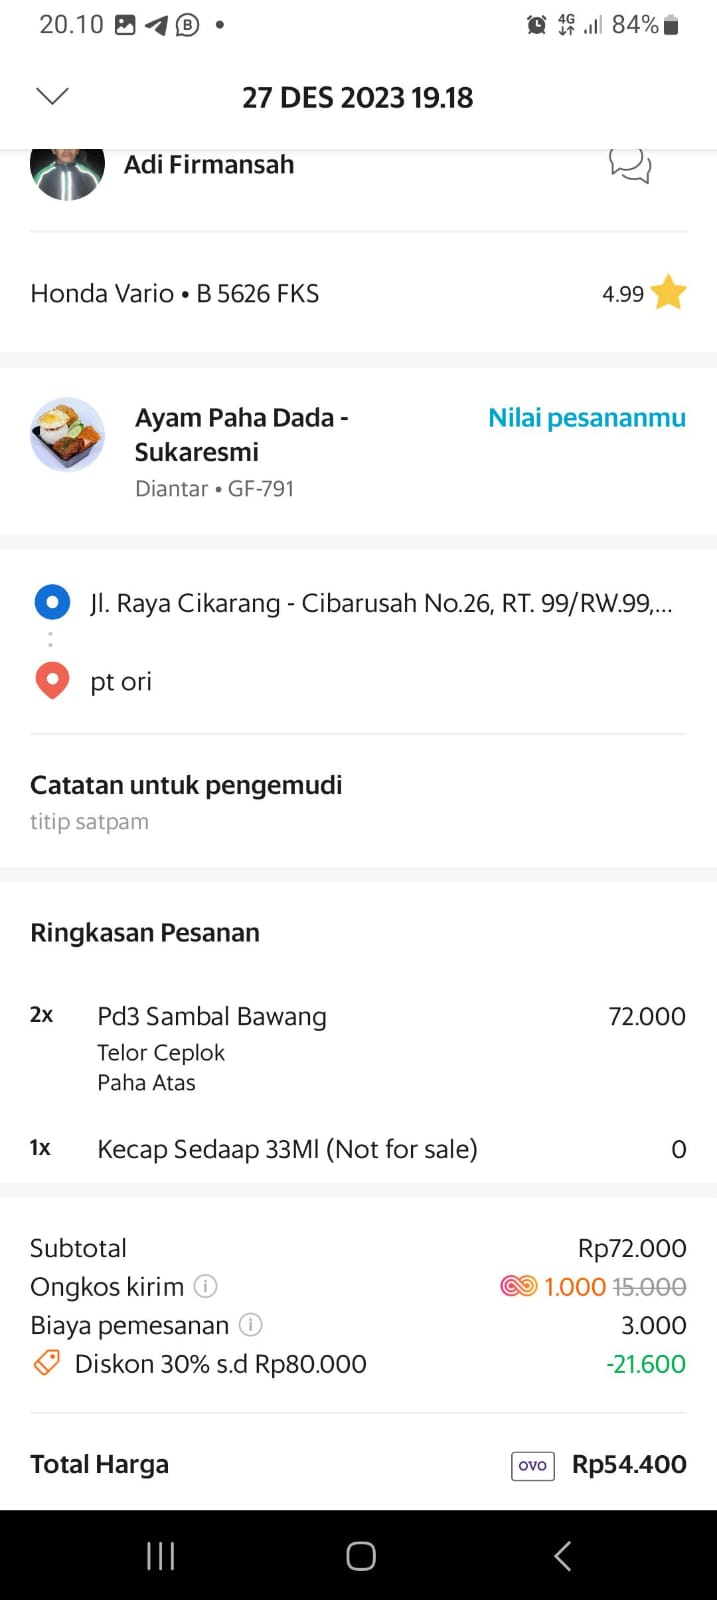 20.10
4G
84%
27 DES 2023 19.18
Adi Firmansah
Honda Vario • B 5626 FKS
4.99
Ayam Paha Dada -
Sukaresmi
Nilai pesananmu
Diantar • GF-791
Jl. Raya Cikarang - Cibarusah No.26, RT. 99/RW.99,...
pt ori
Catatan untuk pengemudi
titip satpam
Ringkasan Pesanan
2x Pd3 Sambal Bawang 72.000
Telor Ceplok
Paha Atas
1x Kecap Sedaap 33Ml (Not for sale) 0
Subtotal Rp72.000
Ongkos kirim 1.000 15.000
Biaya pemesanan 3.000
Diskon 30% s.d Rp80.000 -21.600
Total Harga OVO Rp54.400